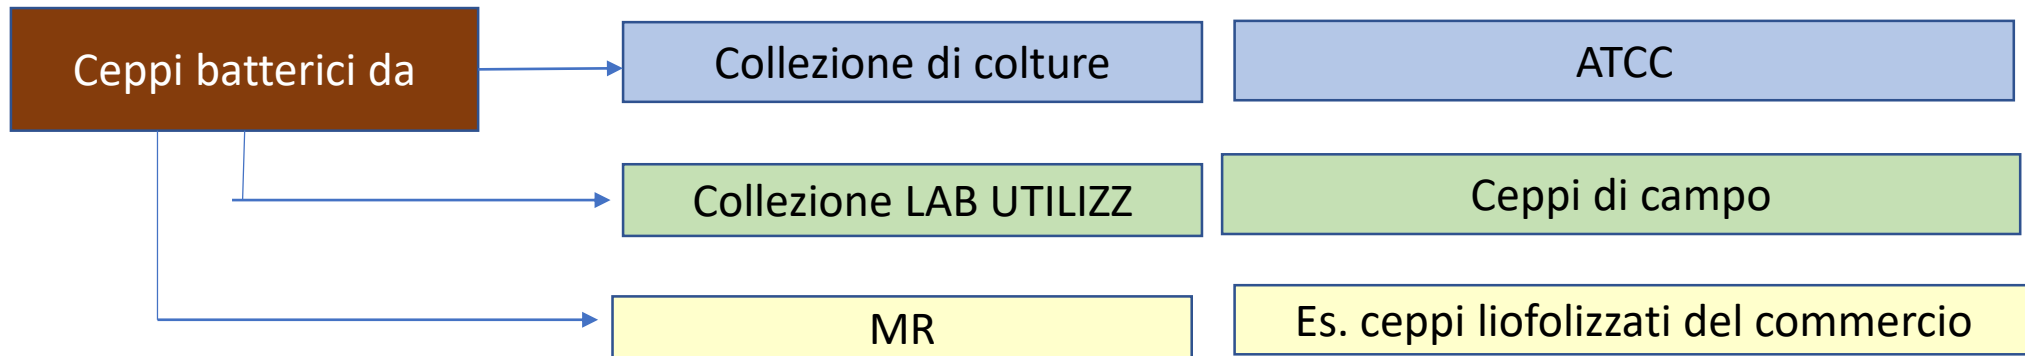 Ceppi batterici da
Collezione di colture
ATCC
Collezione LAB UTILIZZ
Ceppi di campo
MR
Es. ceppi liofolizzati del commercio